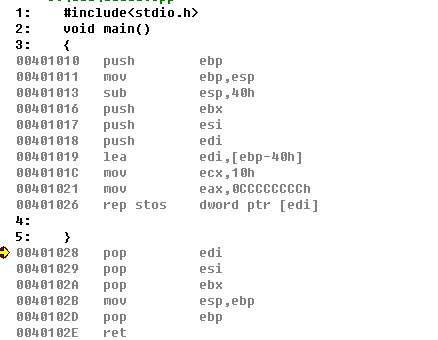 1: #include<stdio.h>
2: void main()
3: {
00401010 push ebp
00401011 mov ebp,esp
00401013 sub esp,40h
00401016 push ebx
00401017 push esi
00401018 push edi
00401019 lea edi,[ebp-40h]
0040101C mov ecx,10h
00401021 mov eax,0CCCCCCCCh
00401026 rep stos dword ptr [edi]
4:
5: }
00401028 pop edi
00401029 pop esi
0040102A pop ebx
0040102B mov esp,ebp
0040102D pop ebp
0040102E ret